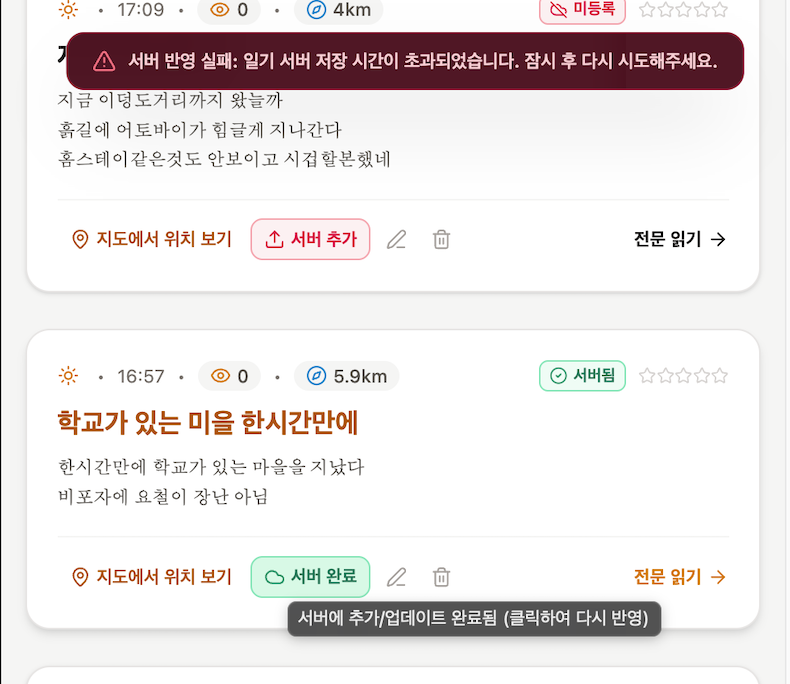 17:09 • 0 • 4km 미등록
서버 반영 실패: 일기 서버 저장 시간이 초과되었습니다. 잠시 후 다시 시도해주세요.
지금 이덩도거리까지 왔늘까
흙길에 어토바이가 힘글게 지나간다
홈스테이같은것도 안보이고 시겁할본했네
지도에서 위치 보기 서버 추가 전문 읽기 →
• 16:57 • 0 • 5.9km 서버됨
학교가 있는 미을 한시간만에
한시간만에 학교가 있는 마을을 지났다
비포자에 요철이 장난 아님
지도에서 위치 보기 서버 완료 전문 읽기 →
서버에 추가/업데이트 완료됨 (클릭하여 다시 반영)